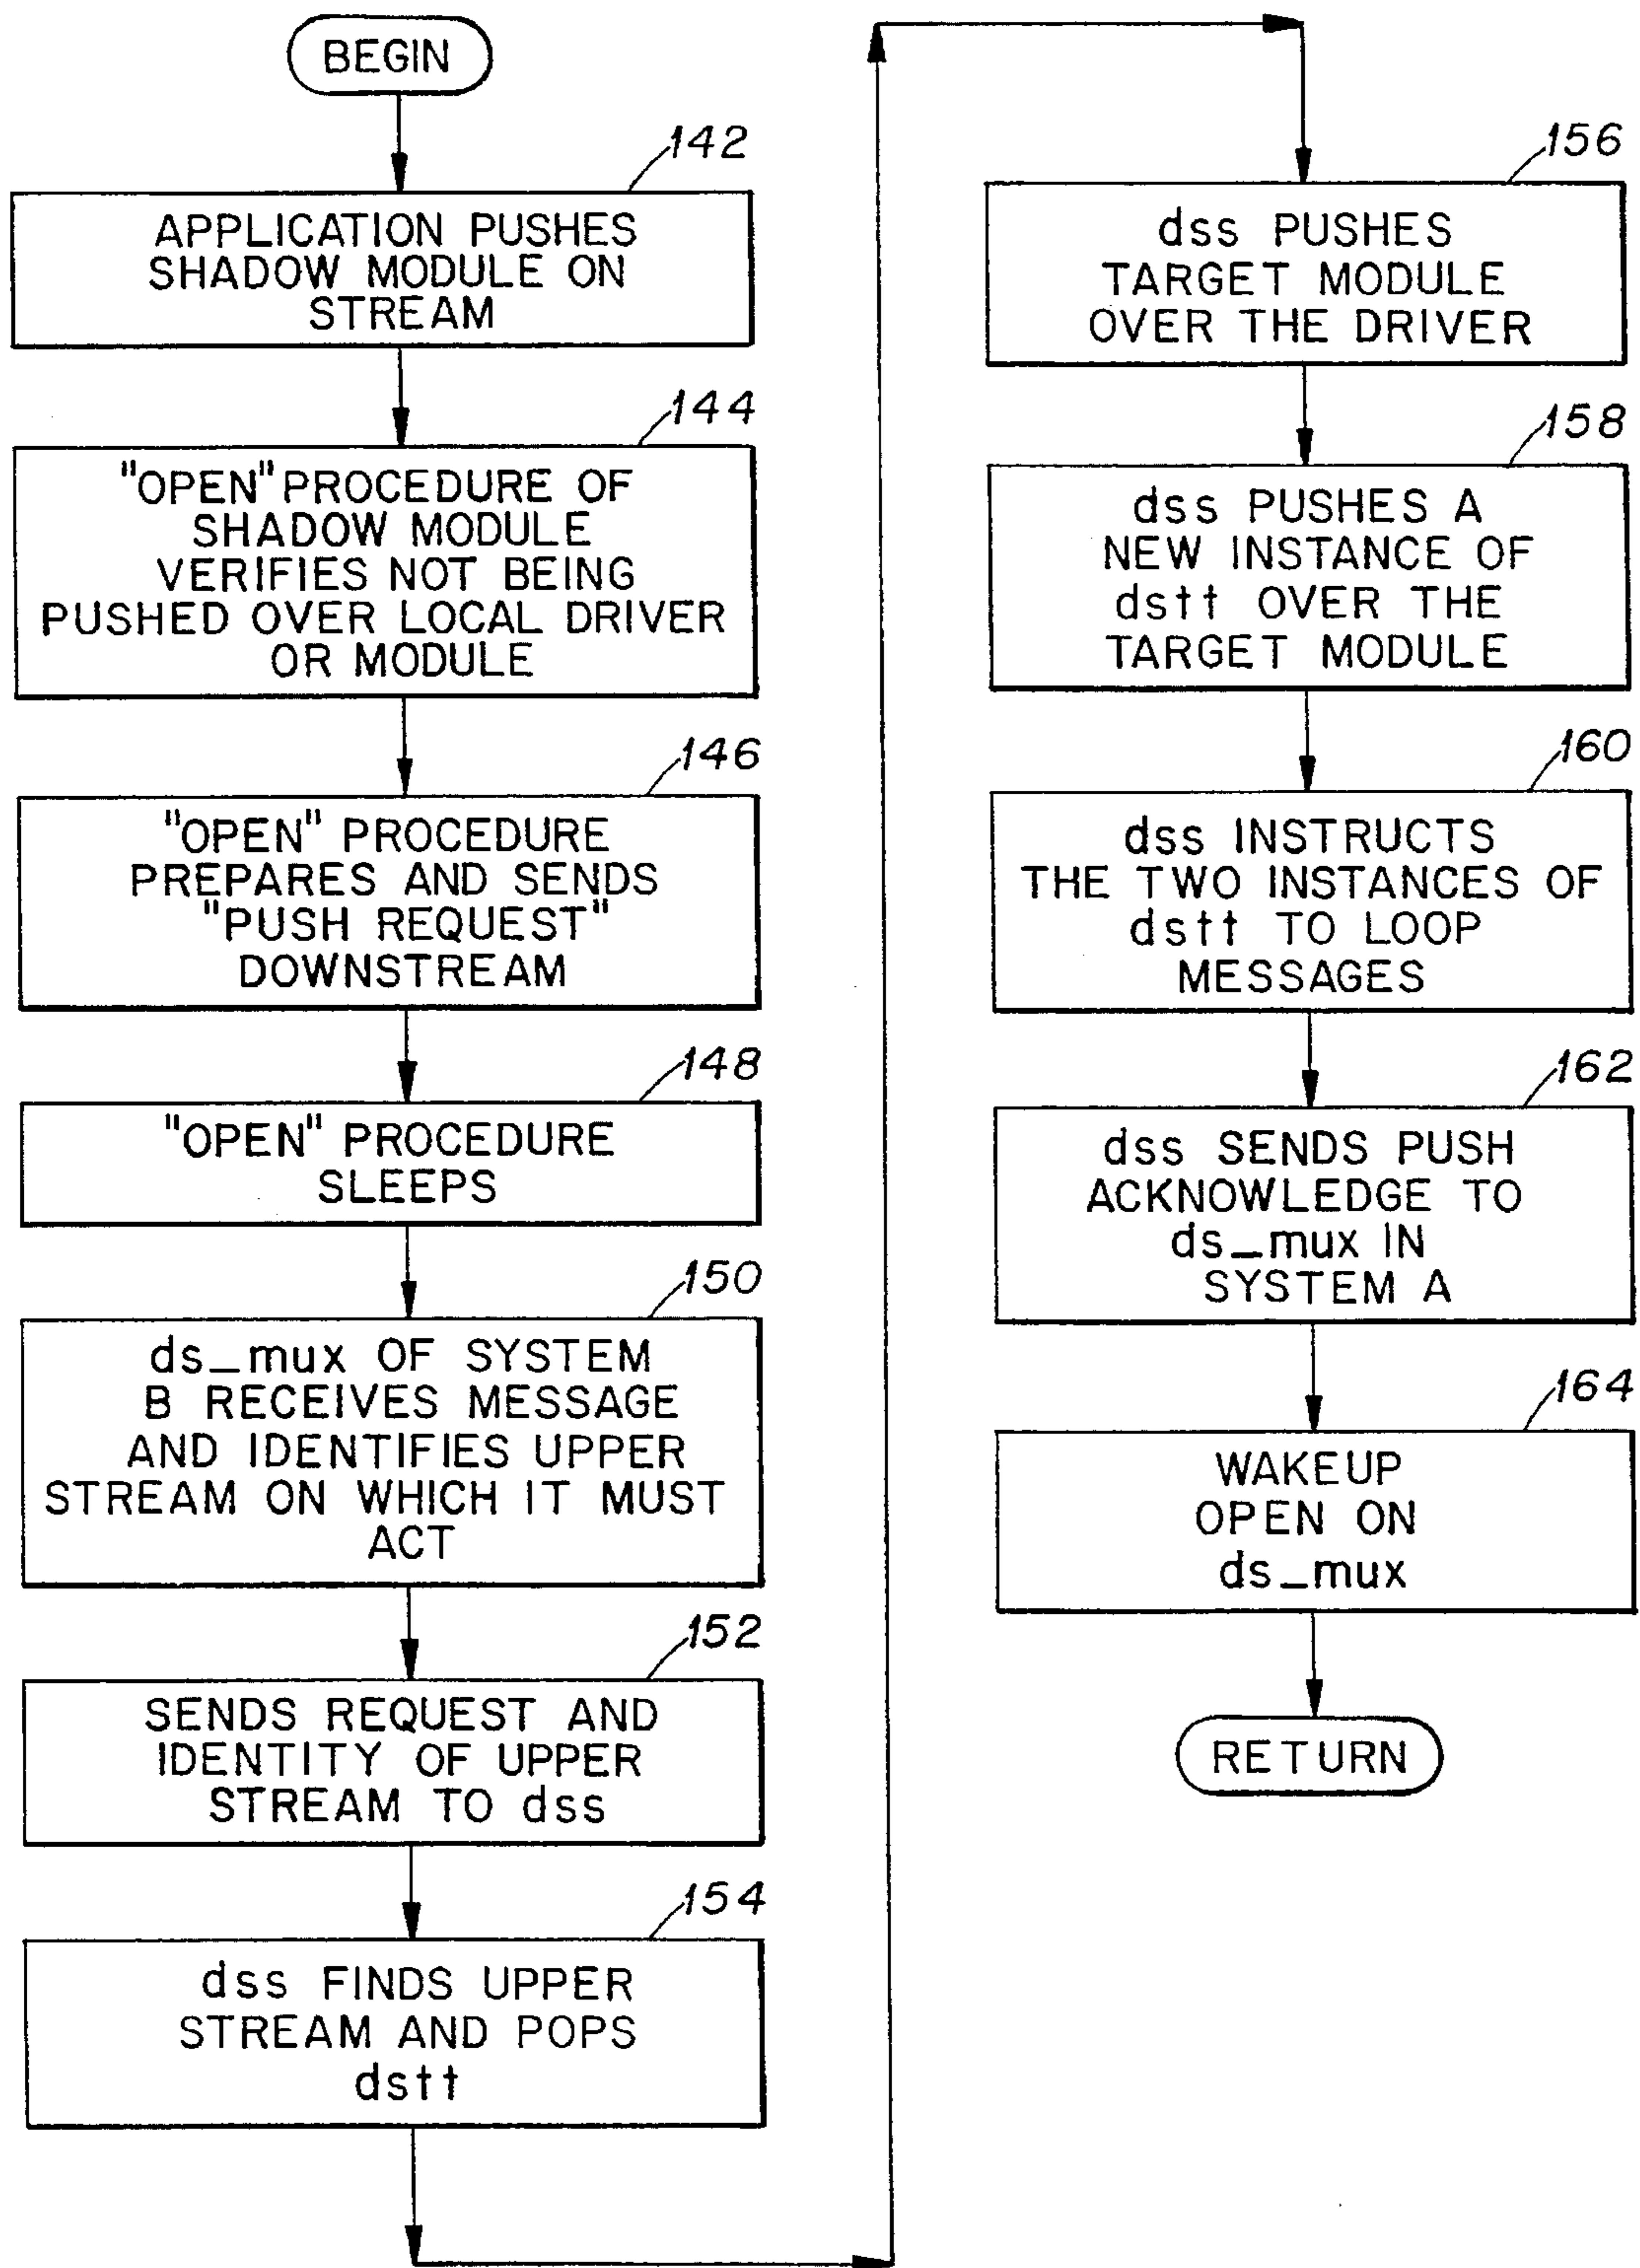 BEGIN
142
APPLICATION PUSHES
SHADOW MODULE ON
STREAM
144
"OPEN" PROCEDURE OF
SHADOW MODULE
VERIFIES NOT BEING
PUSHED OVER LOCAL DRIVER
OR MODULE
146
"OPEN" PROCEDURE
PREPARES AND SENDS
"PUSH REQUEST"
DOWNSTREAM
148
"OPEN" PROCEDURE
SLEEPS
150
ds_mux OF SYSTEM
B RECEIVES MESSAGE
AND IDENTIFIES UPPER
STREAM ON WHICH IT MUST
ACT
152
SENDS REQUEST AND
IDENTITY OF UPPER
STREAM TO dss
154
dss FINDS UPPER
STREAM AND POPS
dstt
156
dss PUSHES
TARGET MODULE
OVER THE DRIVER
158
dss PUSHES A
NEW INSTANCE OF
dstt OVER THE
TARGET MODULE
160
dss INSTRUCTS
THE TWO INSTANCES OF
dstt TO LOOP
MESSAGES
162
dss SENDS PUSH
ACKNOWLEDGE TO
ds_mux IN
SYSTEM A
164
WAKEUP
OPEN ON
ds_mux
RETURN